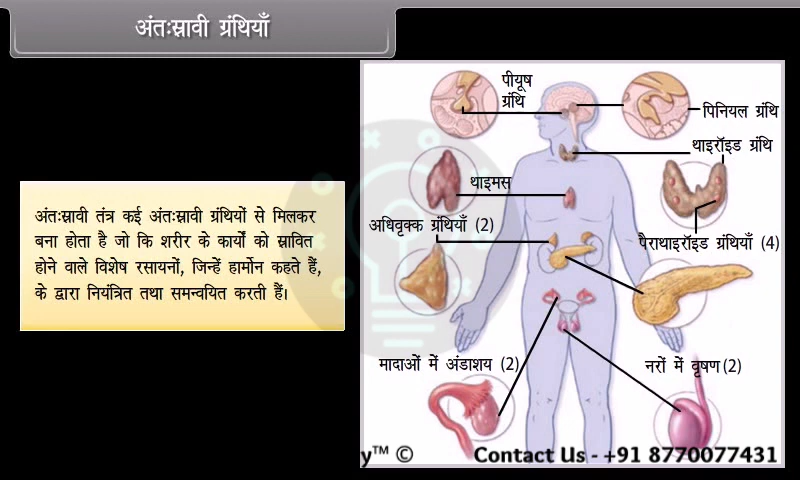 अंतःस्रावी ग्रंथियाँ
अंतःस्रावी तंत्र कई अंतःस्रावी ग्रंथियों से मिलकर
बना होता है जो कि शरीर के कार्यों को स्रावित
होने वाले विशेष रसायनों, जिन्हें हार्मोन कहते हैं,
के द्वारा नियंत्रित तथा समन्वयित करती हैं।
पीयूष
ग्रंथि
पिनियल ग्रंथि
थाइरॉइड ग्रंथि
थाइमस
अधिवृक्क ग्रंथियाँ (2)
पैराथाइरॉइड ग्रंथियाँ (4)
मादाओं में अंडाशय (2)
नरों में वृषण (2)
y™ © Contact Us - +91 8770077431